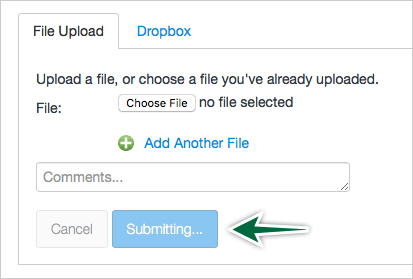 File Upload Dropbox
Upload a file, or choose a file you've already uploaded.
File: Choose File no file selected
Add Another File
Comments...
Cancel Submitting...